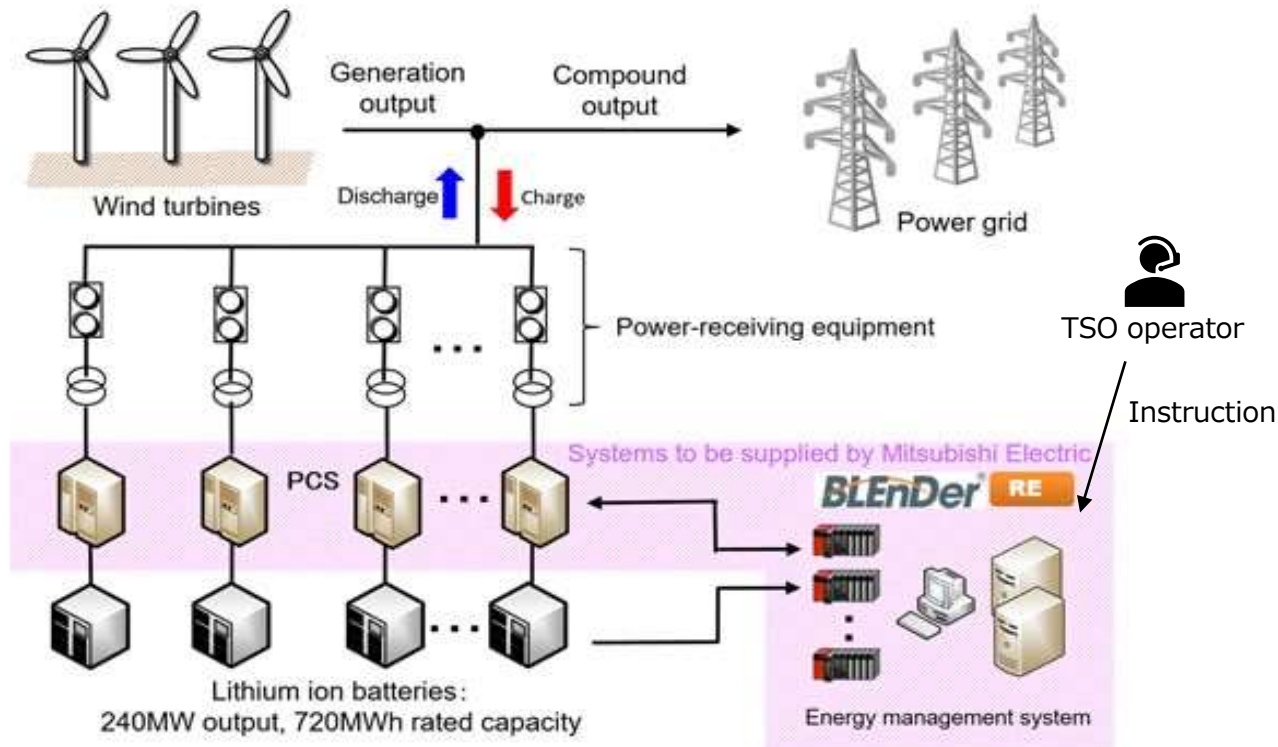 Generation
output
Compound
output
Wind turbines
Discharge
Charge
Power grid
Power-receiving equipment
TSO operator
Instruction
Systems to be supplied by Mitsubishi Electric
PCS
BLEnDer® RE
Lithium ion batteries:
240MW output, 720MWh rated capacity
Energy management system